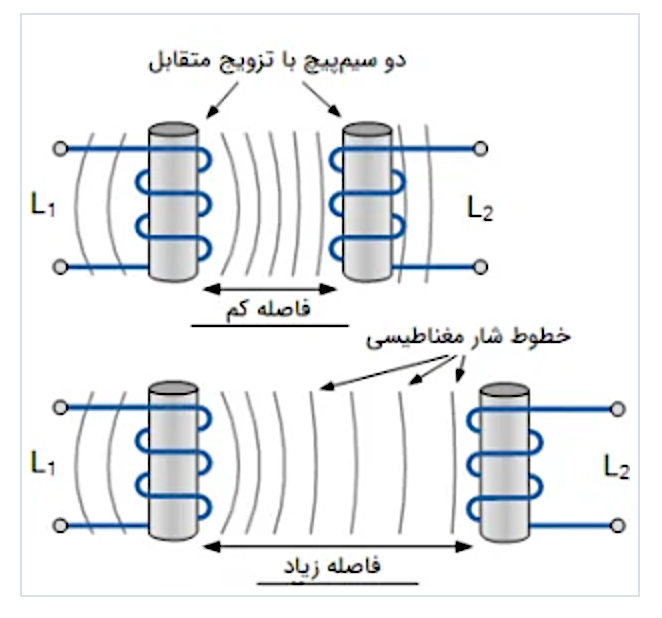 دو سیم‌پیچ با تزویج متقابل
L1
L2
فاصله کم
خطوط شار مغناطیسی
L1
L2
فاصله زیاد